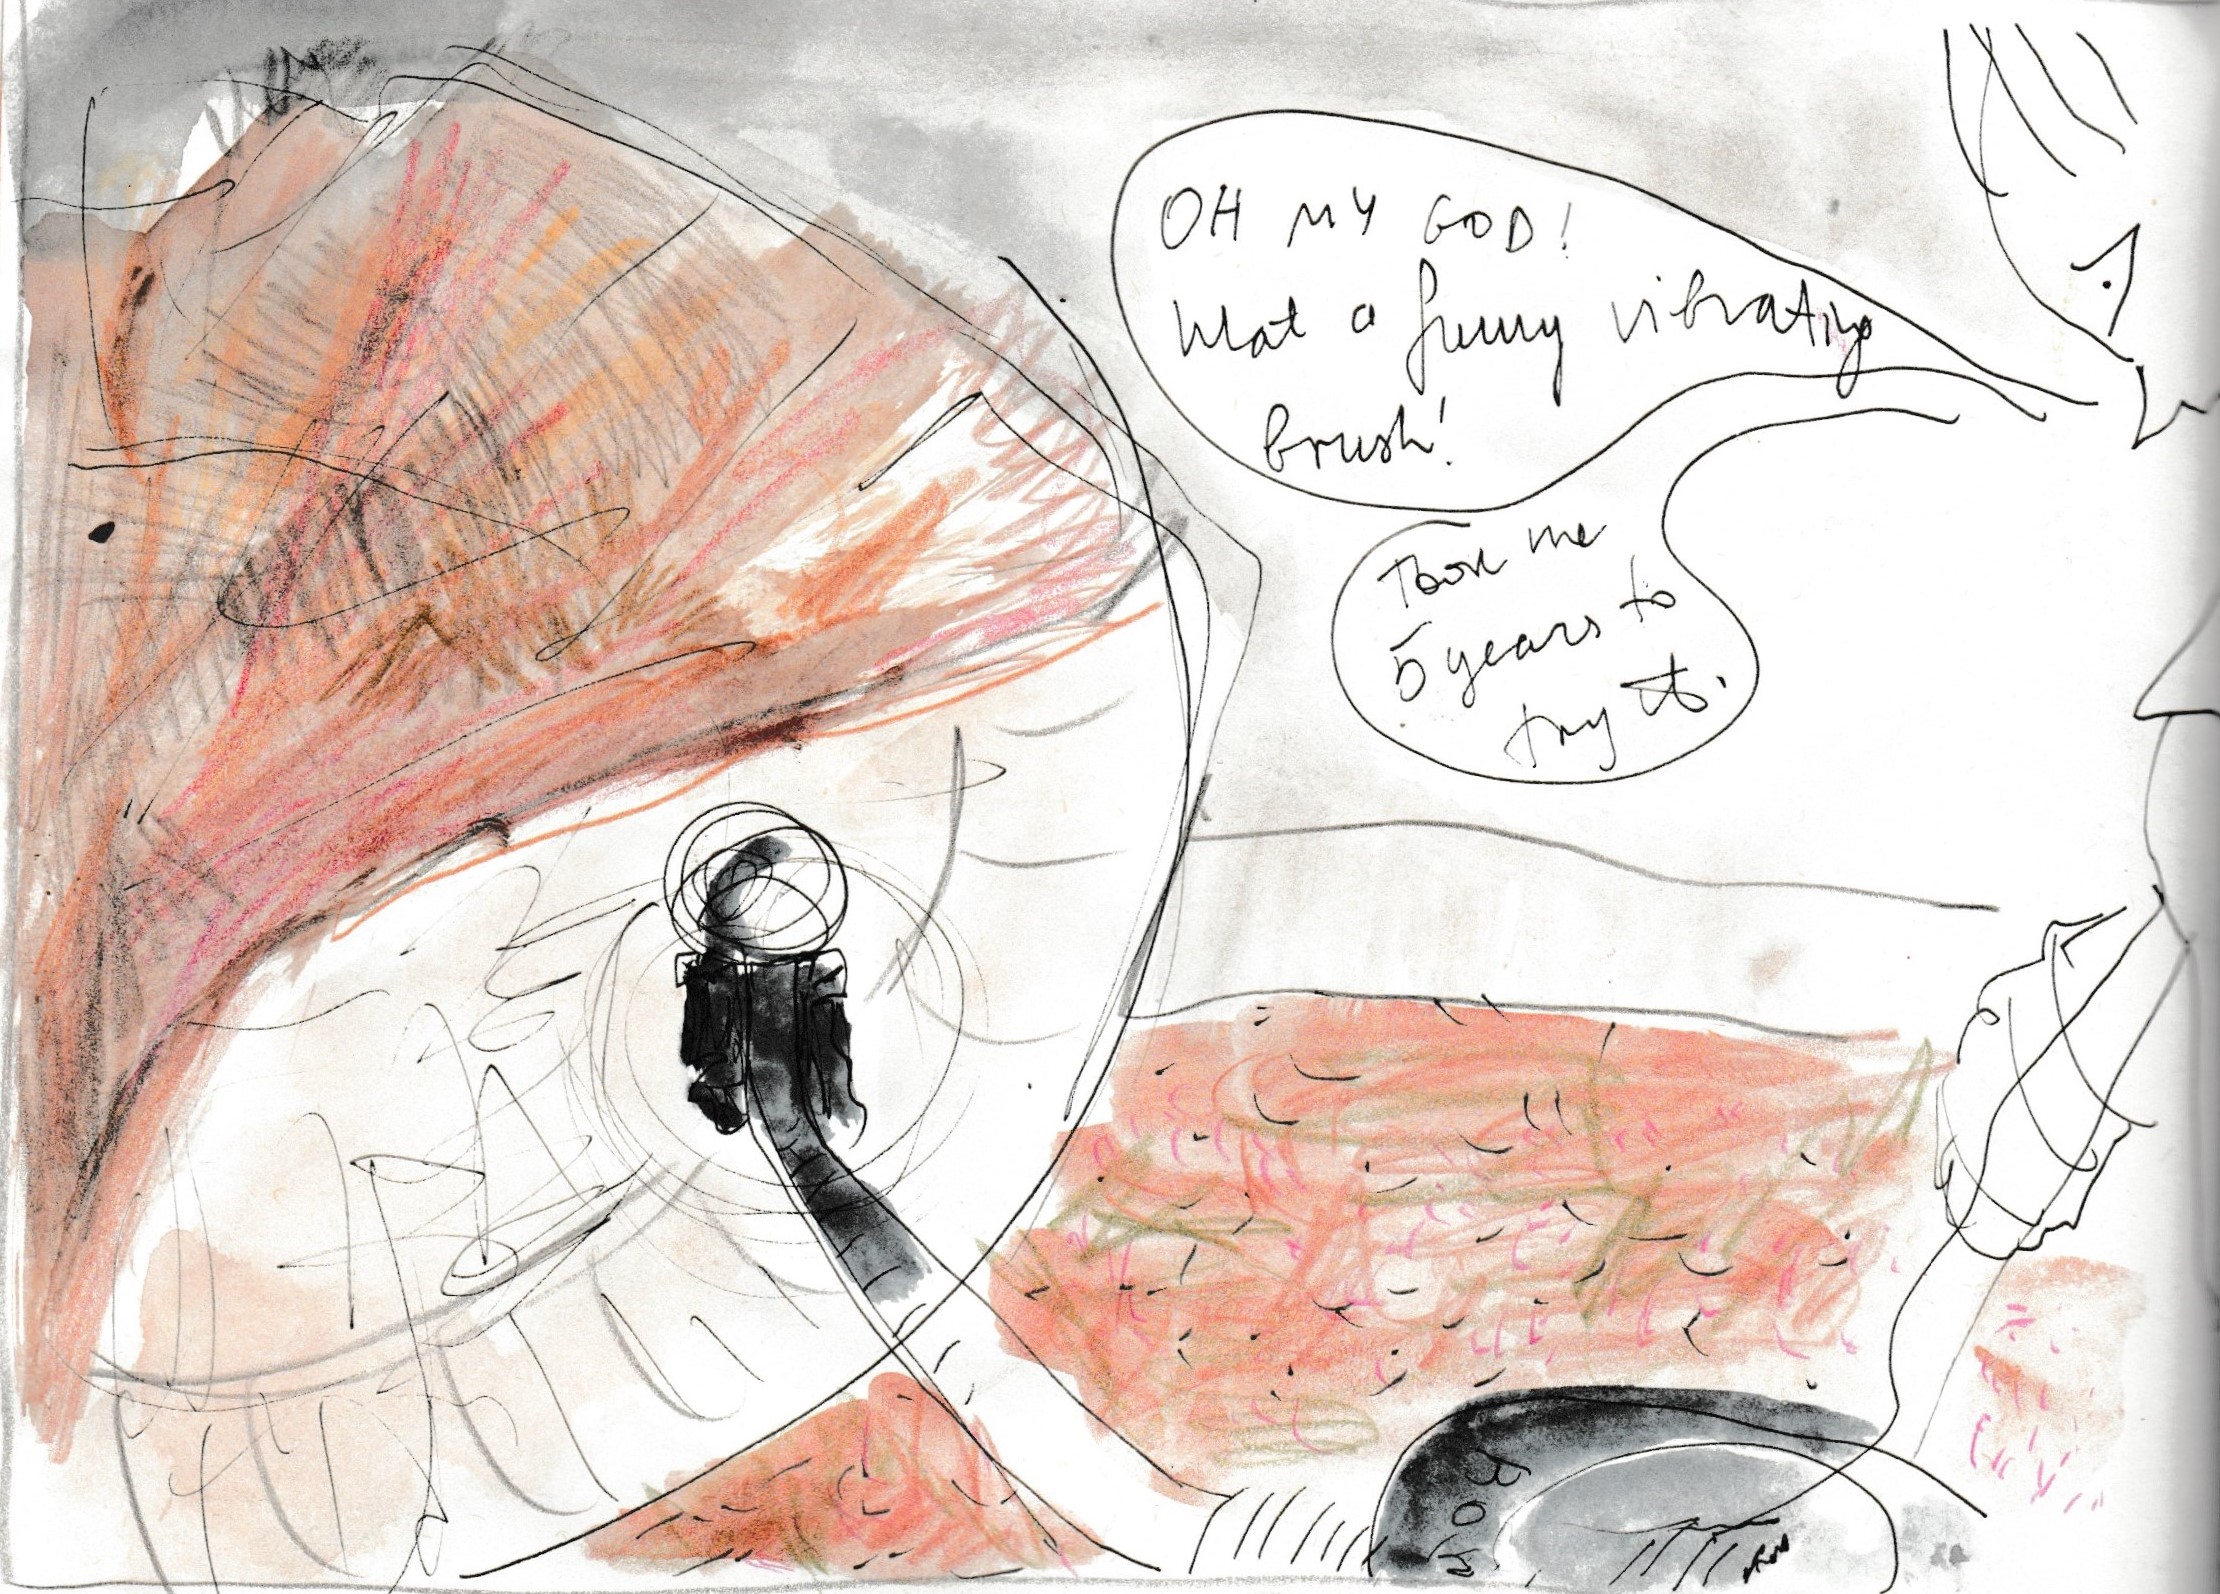 OH MY GOD!
What a funny vibrating
brush!
Took me
5 years to
try it.